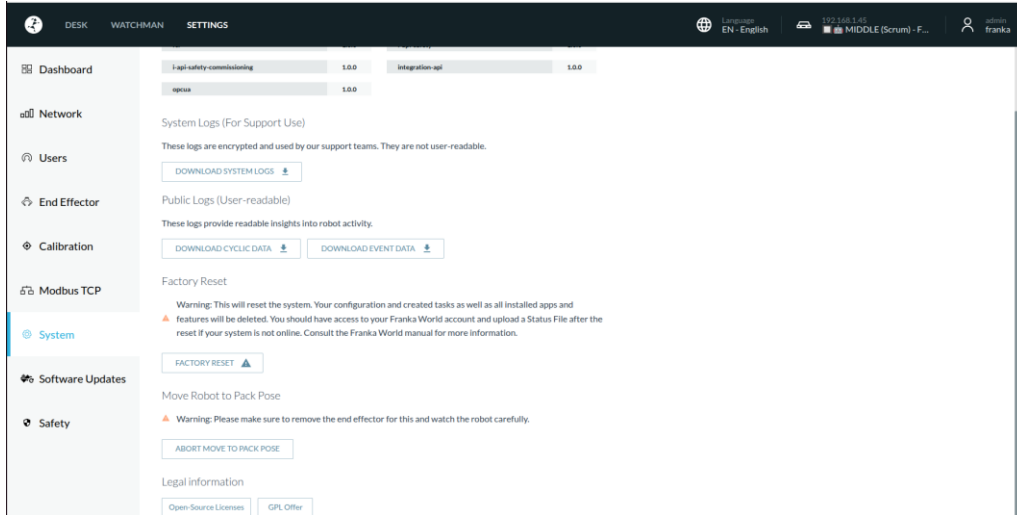 DESK WATCHMAN SETTINGS
Language
EN - English
192.168.1.45
MIDDLE (Scrum) - F...
admin
franka
Dashboard
Network
Users
End Effector
Calibration
Modbus TCP
System
Software Updates
Safety
i-api-safety-commissioning 1.0.0 integration-api 1.0.0
opcua 1.0.0
System Logs (For Support Use)
These logs are encrypted and used by our support teams. They are not user-readable.
DOWNLOAD SYSTEM LOGS
Public Logs (User-readable)
These logs provide readable insights into robot activity.
DOWNLOAD CYCLIC DATA DOWNLOAD EVENT DATA
Factory Reset
Warning: This will reset the system. Your configuration and created tasks as well as all installed apps and
features will be deleted. You should have access to your Franka World account and upload a Status File after the
reset if your system is not online. Consult the Franka World manual for more information.
FACTORY RESET
Move Robot to Pack Pose
Warning: Please make sure to remove the end effector for this and watch the robot carefully.
ABORT MOVE TO PACK POSE
Legal information
Open-Source Licenses GPL Offer